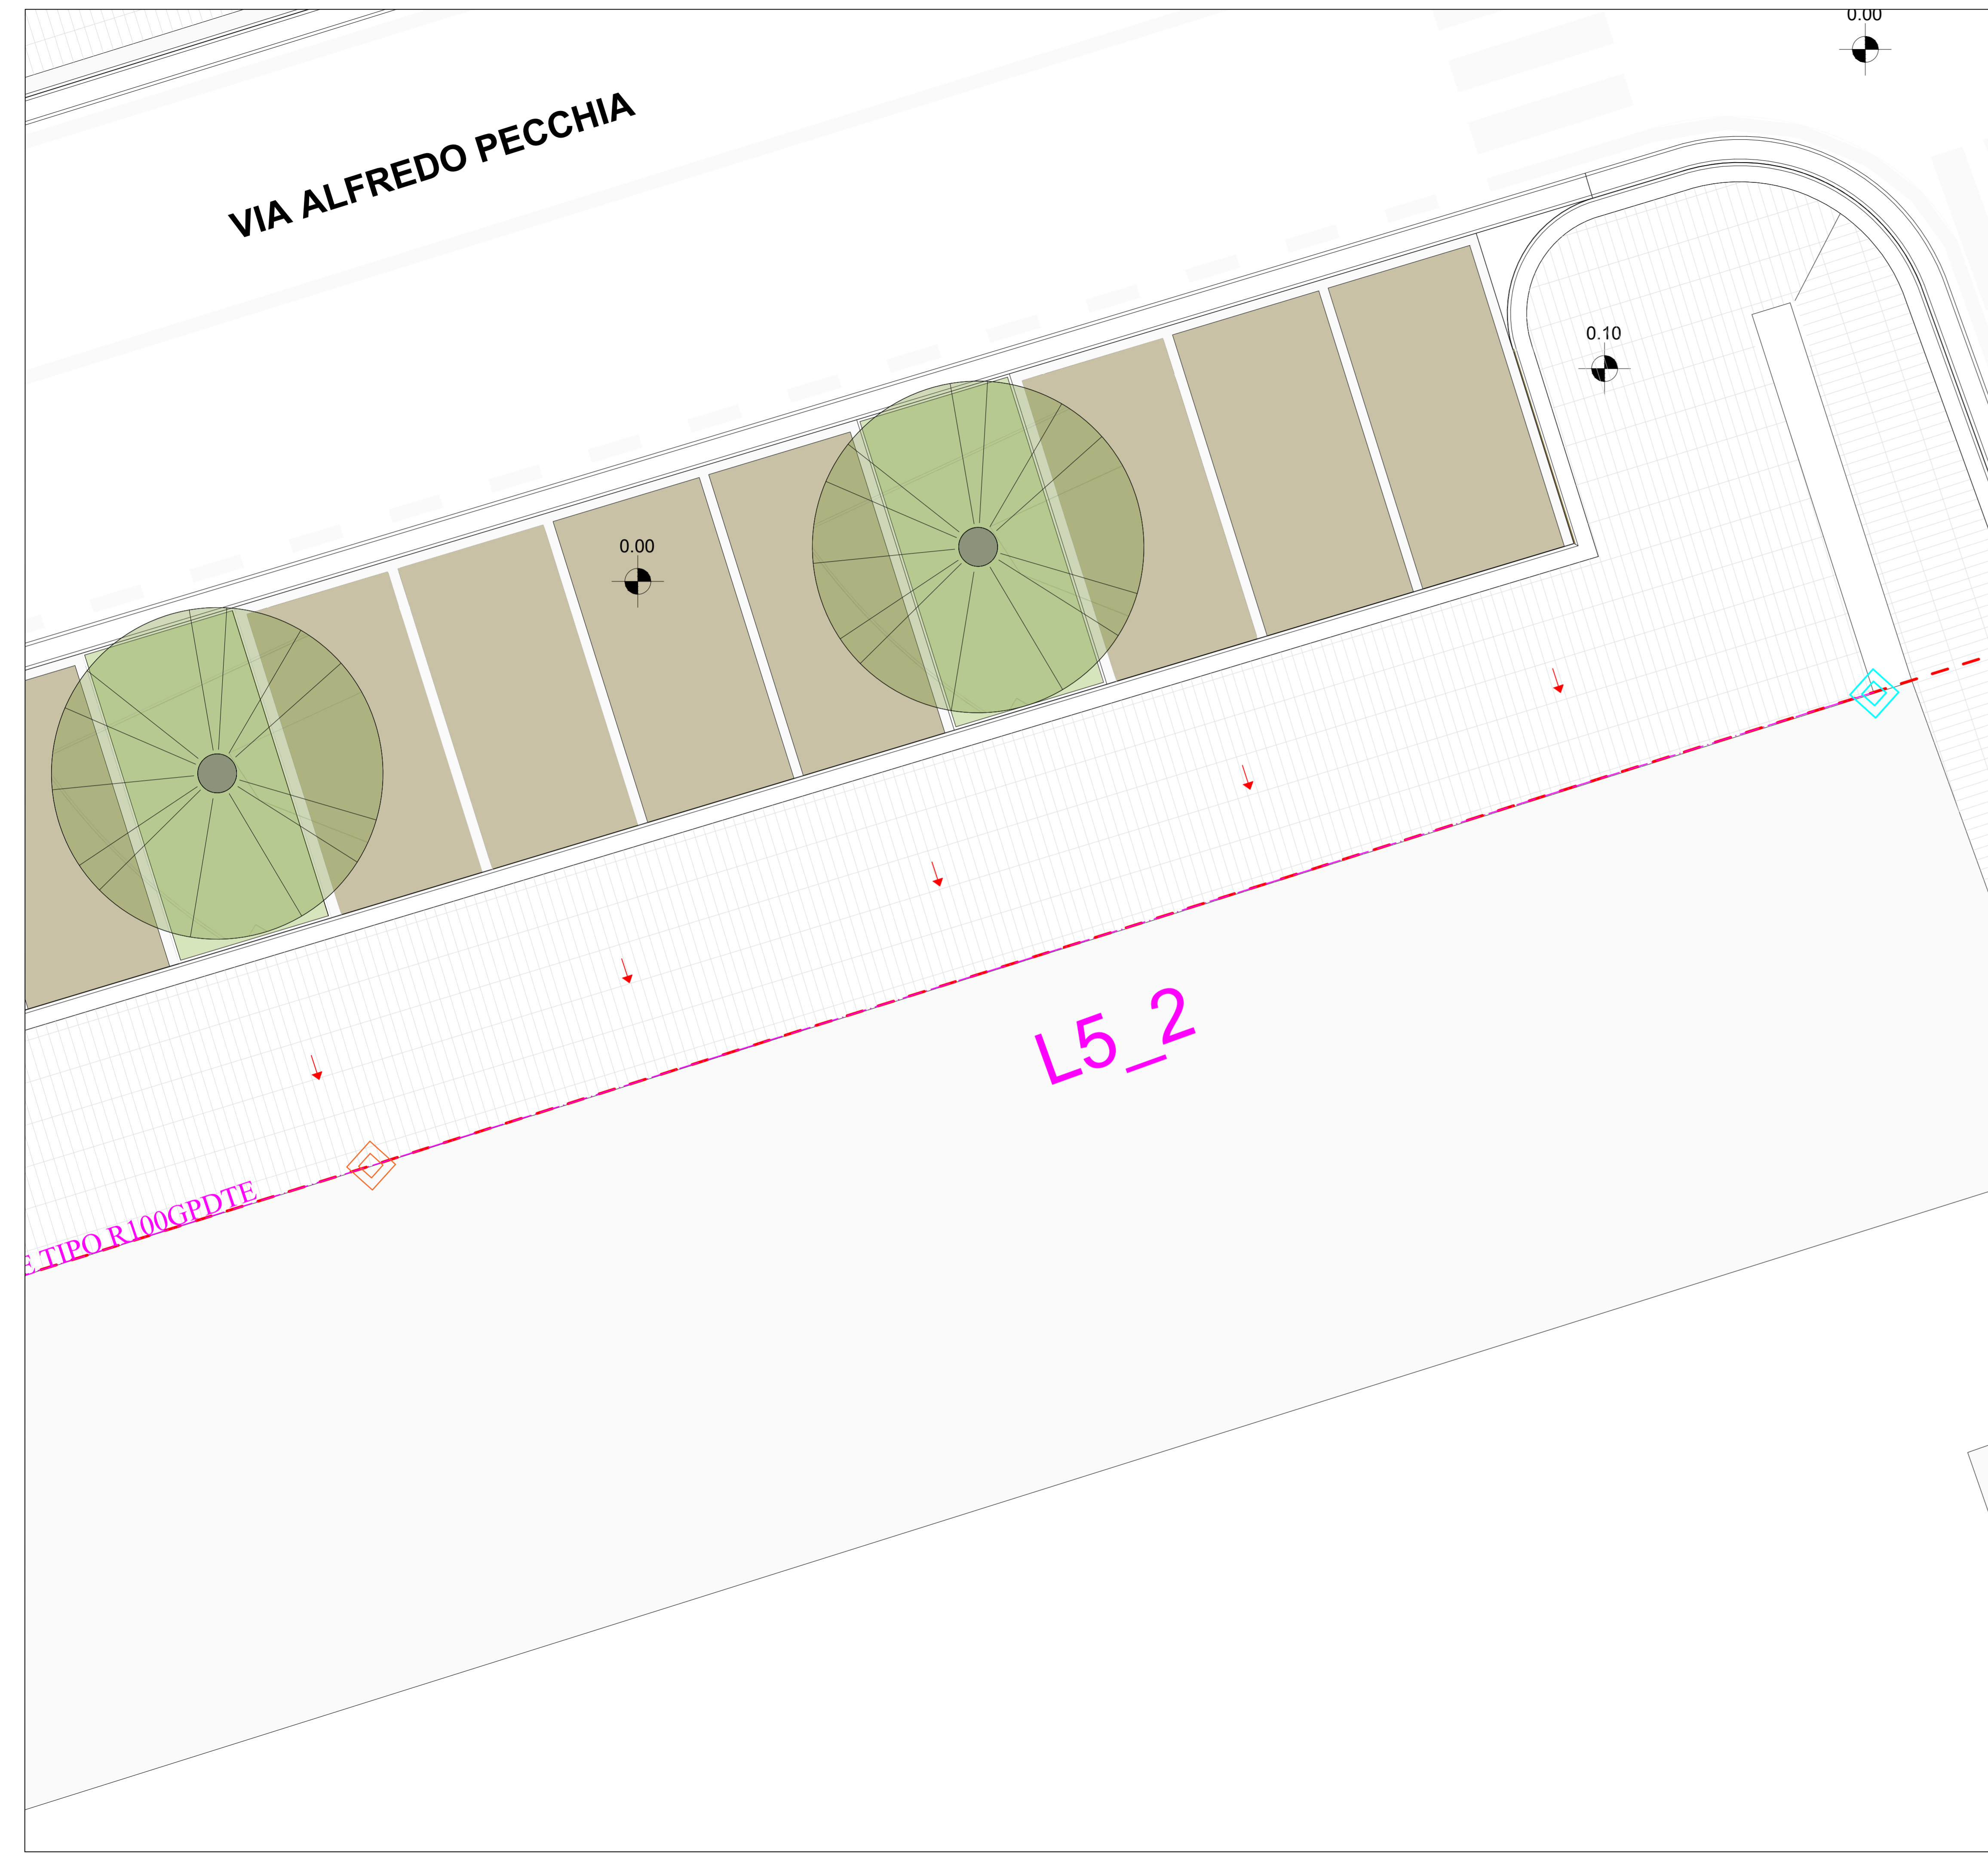 0.00
VIA ALFREDO PECCHIA
0.10
0.00
L5_2
E TIPO R100GPDTE